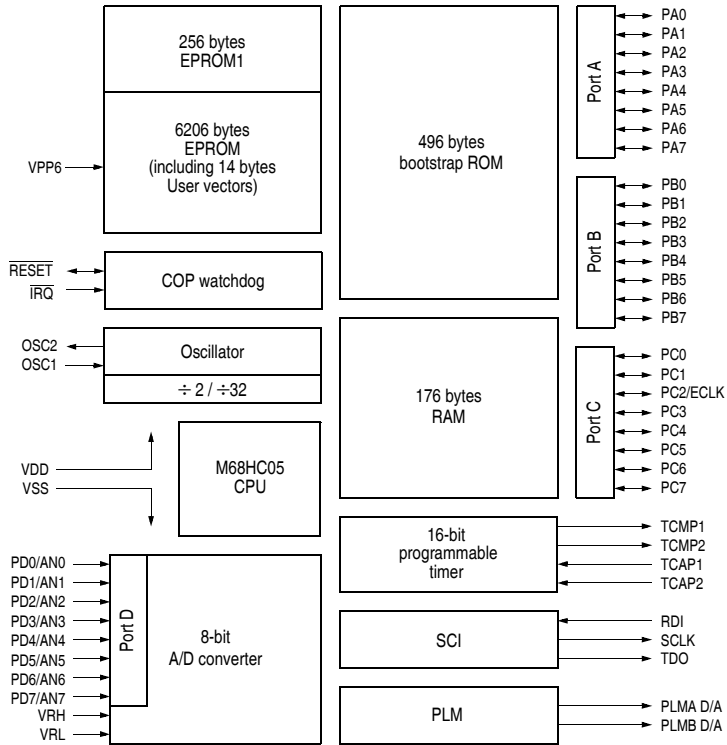 256 bytes
EPROM1
6206 bytes
EPROM
(including 14 bytes
User vectors)
VPP6
RESET
IRQ
COP watchdog
OSC2
OSC1
Oscillator
÷ 2 / ÷32
M68HC05
CPU
VDD
VSS
PD0/AN0
PD1/AN1
PD2/AN2
PD3/AN3
PD4/AN4
PD5/AN5
PD6/AN6
PD7/AN7
VRH
VRL
Port D
8-bit
A/D converter
496 bytes
bootstrap ROM
176 bytes
RAM
16-bit
programmable
timer
SCI
PLM
Port A
PA0
PA1
PA2
PA3
PA4
PA5
PA6
PA7
Port B
PB0
PB1
PB2
PB3
PB4
PB5
PB6
PB7
Port C
PC0
PC1
PC2/ECLK
PC3
PC4
PC5
PC6
PC7
TCMP1
TCMP2
TCAP1
TCAP2
RDI
SCLK
TDO
PLMA D/A
PLMB D/A